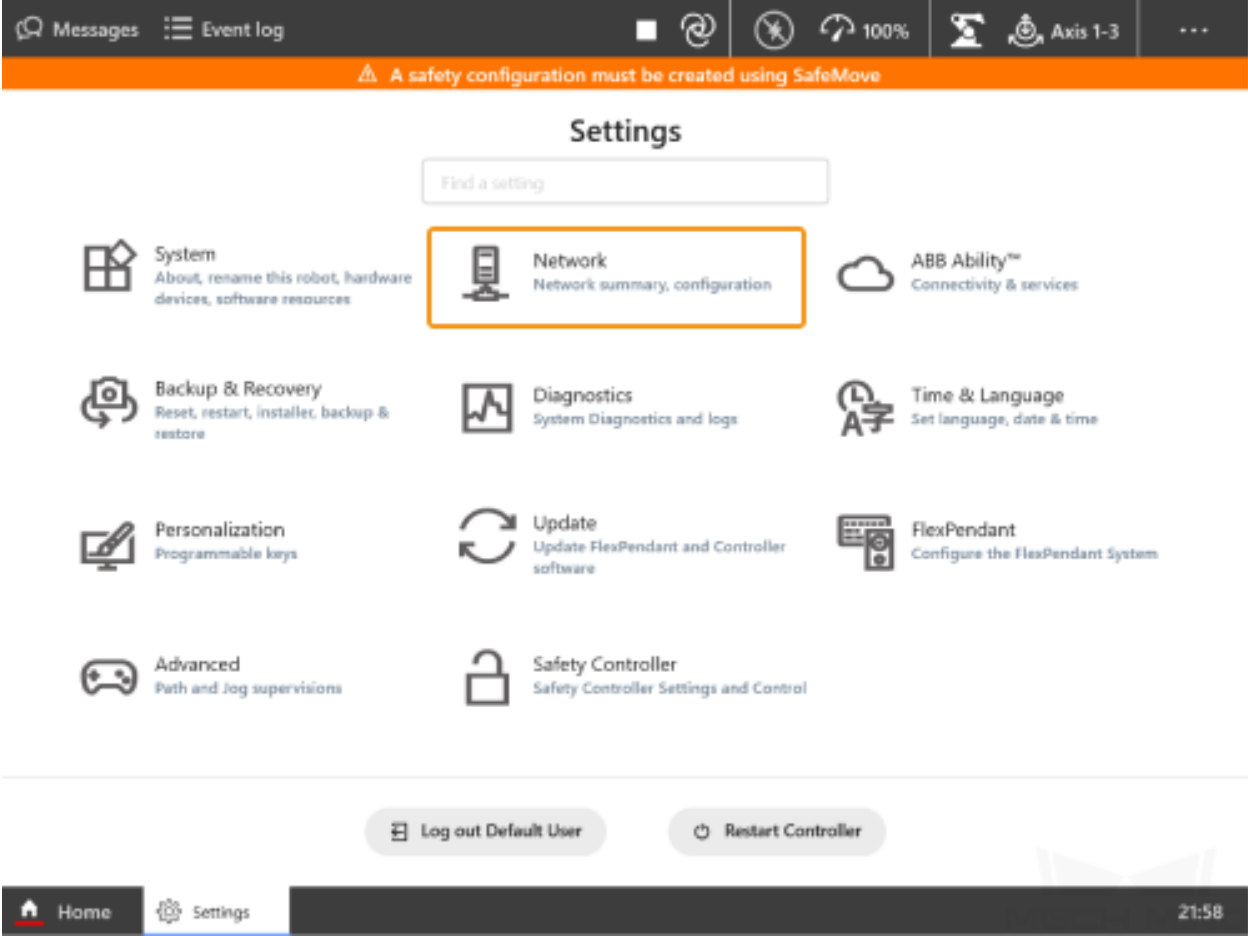 Messages Event log 100% Axis 1-3 ...
A safety configuration must be created using SafeMove
Settings
Find a setting
System
About, rename this robot, hardware
devices, software resources
Network
Network summary, configuration
ABB Ability™
Connectivity & services
Backup & Recovery
Reset, restart, installer, backup &
restore
Diagnostics
System Diagnostics and logs
Time & Language
Set language, date & time
Personalization
Programmable keys
Update
Update FlexPendant and Controller
software
FlexPendant
Configure the FlexPendant System
Advanced
Path and Jog supervisions
Safety Controller
Safety Controller Settings and Control
Log out Default User
Restart Controller
Home Settings 21:58